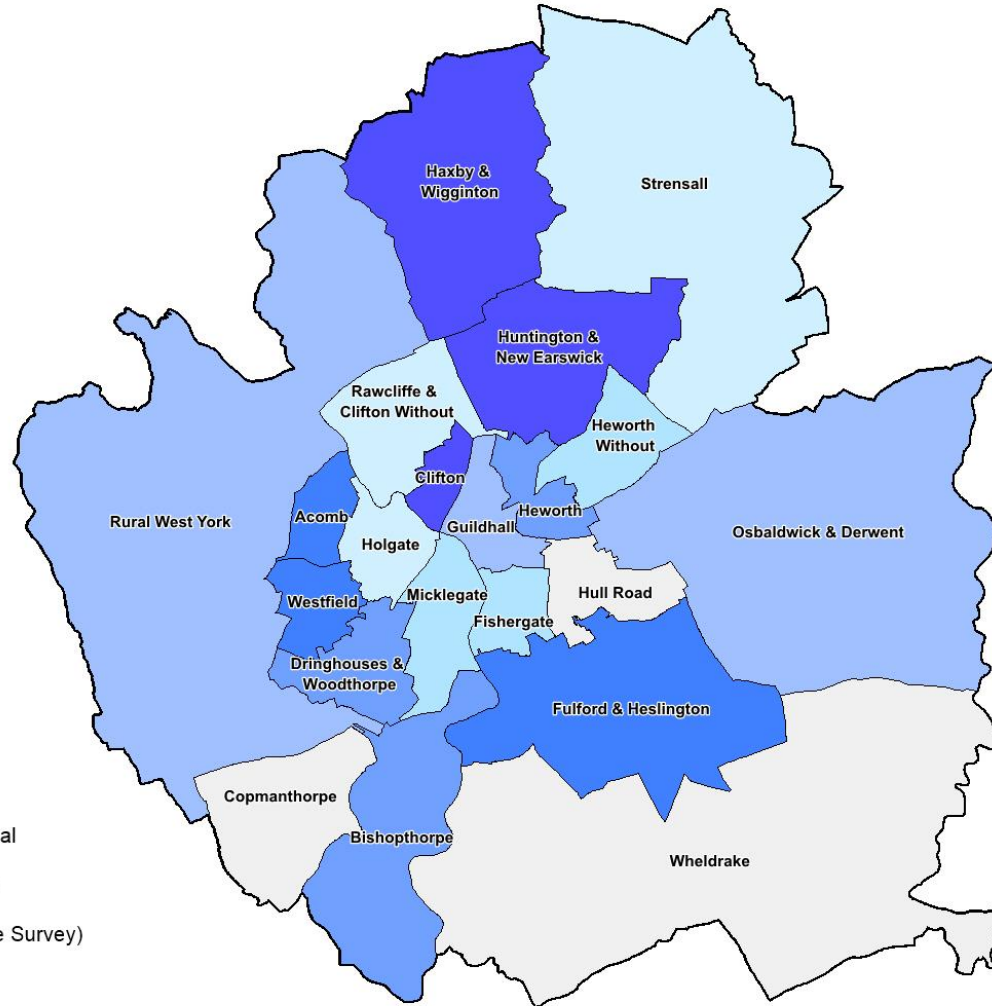 Haxby &
Wigginton
Strensall
Huntington &
New Earswick
Rawcliffe &
Clifton Without
Heworth
Without
Clifton
Rural West York
Acomb
Guildhall
Heworth
Osbaldwick & Derwent
Holgate
Westfield
Micklegate
Hull Road
Fishergate
Dringhouses &
Woodthorpe
Fulford & Heslington
Copmanthorpe
Bishopthorpe
Wheldrake
al
e Survey)